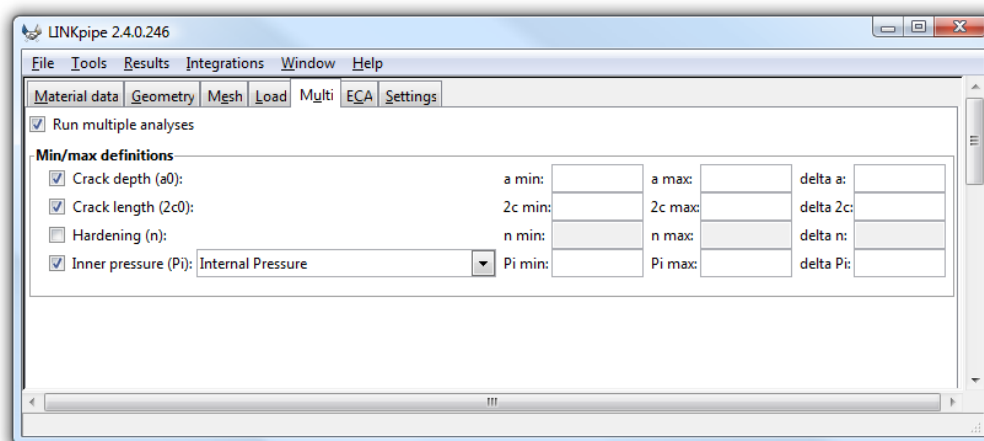 LINKpipe 2.4.0.246
File Tools Results Integrations Window Help
Material data Geometry Mesh Load Multi ECA Settings
Run multiple analyses
Min/max definitions
Crack depth (a0): a min: a max: delta a:
Crack length (2c0): 2c min: 2c max: delta 2c:
Hardening (n): n min: n max: delta n:
Inner pressure (Pi): Internal Pressure Pi min: Pi max: delta Pi: